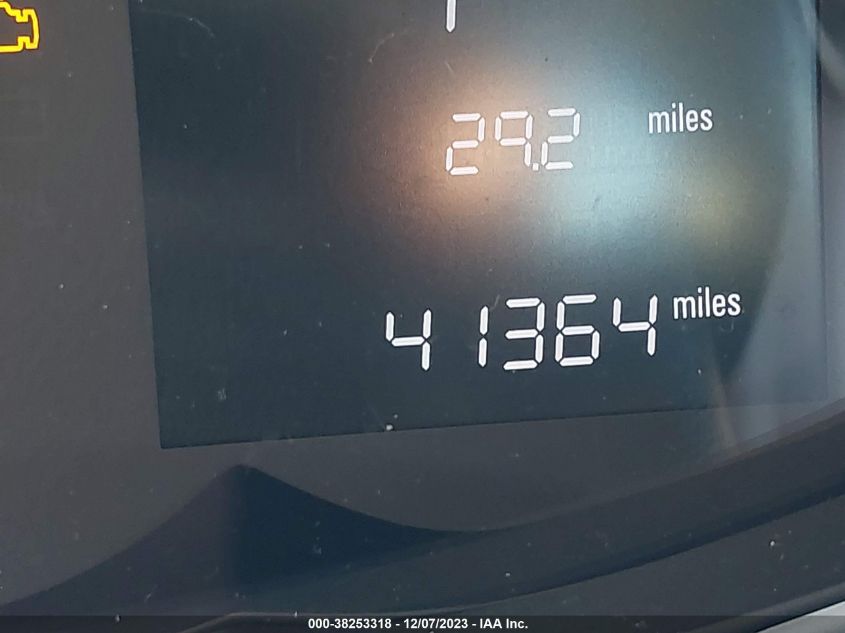 29.2 miles
41364 miles
000-38253318 - 12/07/2023 - IAA Inc.